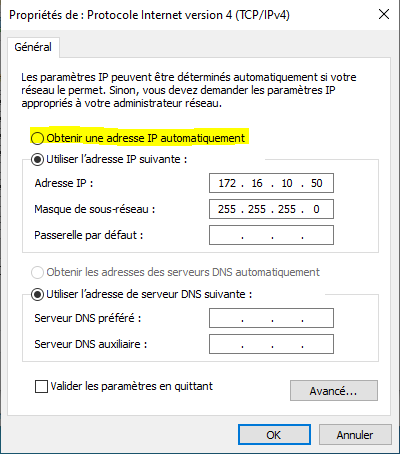 Propriétés de : Protocole Internet version 4 (TCP/IPv4)
Général
Les paramètres IP peuvent être déterminés automatiquement si votre
réseau le permet. Sinon, vous devez demander les paramètres IP
appropriés à votre administrateur réseau.
Obtenir une adresse IP automatiquement
Utiliser l'adresse IP suivante :
Adresse IP : 172 . 16 . 10 . 50
Masque de sous-réseau : 255 . 255 . 255 . 0
Passerelle par défaut : . . .
Obtenir les adresses des serveurs DNS automatiquement
Utiliser l'adresse de serveur DNS suivante :
Serveur DNS préféré : . . .
Serveur DNS auxiliaire : . . .
Valider les paramètres en quittant
Avancé...
OK Annuler